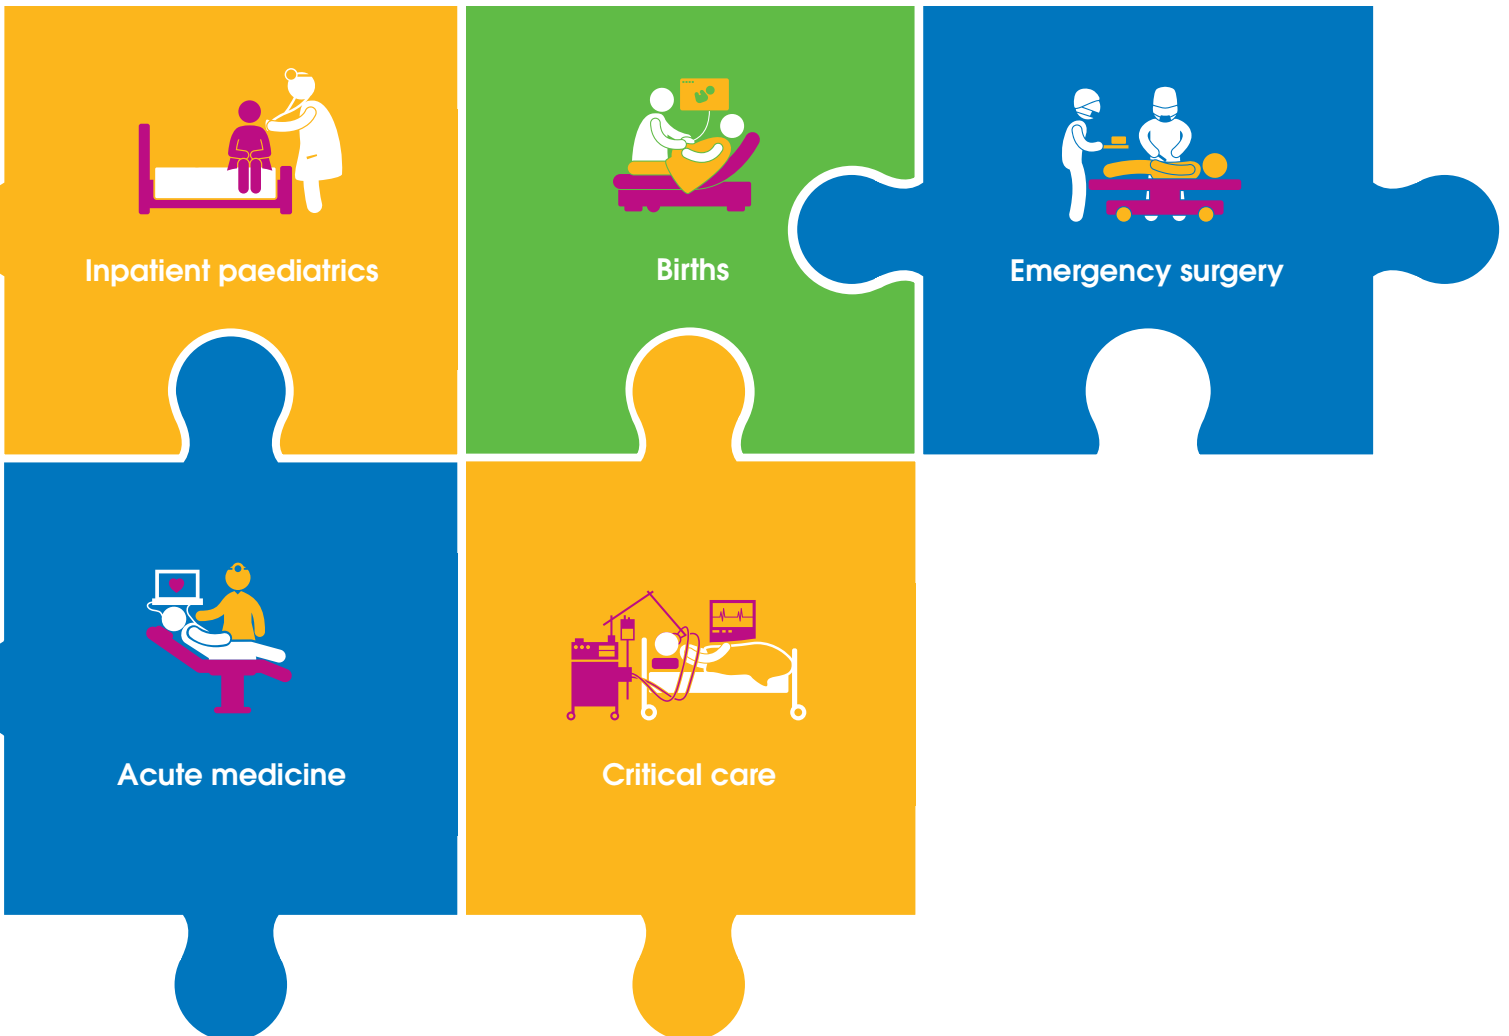 Inpatient paediatrics
Births
Emergency surgery
Acute medicine
Critical care